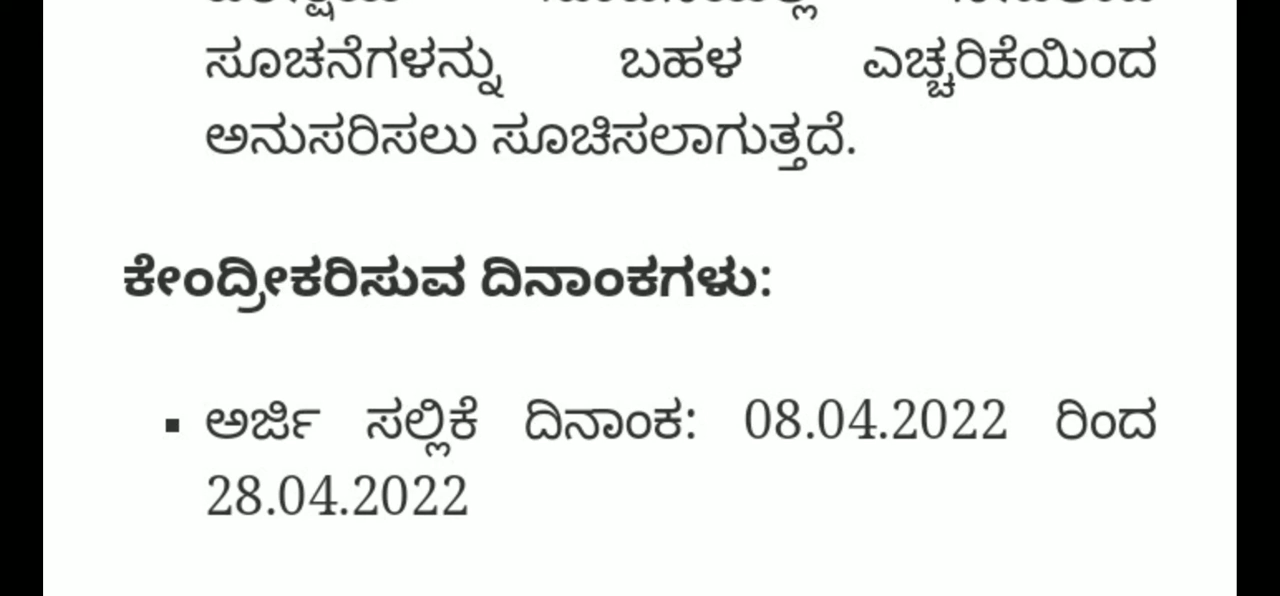 ಸೂಚನೆಗಳನ್ನು ಬಹಳ ಎಚ್ಚರಿಕೆಯಿಂದ
ಅನುಸರಿಸಲು ಸೂಚಿಸಲಾಗುತ್ತದೆ.
ಕೇಂದ್ರೀಕರಿಸುವ ದಿನಾಂಕಗಳು:
▪ ಅರ್ಜಿ ಸಲ್ಲಿಕೆ ದಿನಾಂಕ: 08.04.2022 ರಿಂದ
28.04.2022